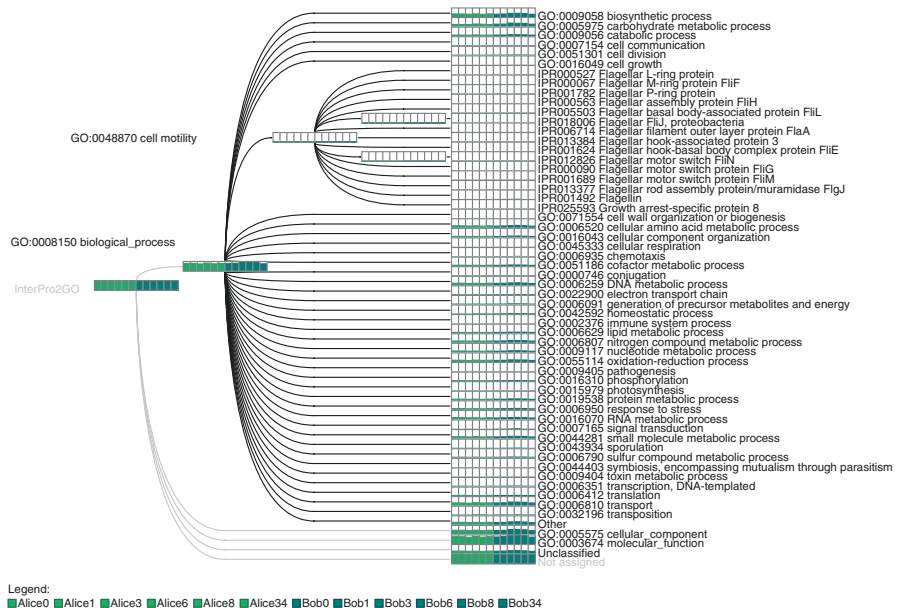 GO:0009058 biosynthetic process
GO:0005975 carbohydrate metabolic process
GO:0009056 catabolic process
GO:0007154 cell communication
GO:0051301 cell division
GO:0016049 cell growth
IPR000527 Flagellar L-ring protein
IPR000067 Flagellar M-ring protein FliF
IPR001782 Flagellar P-ring protein
IPR000563 Flagellar assembly protein FliH
IPR005503 Flagellar basal body-associated protein FliL
IPR018006 Flagellar FliJ, proteobacteria
IPR006714 Flagellar filament outer layer protein FlaA
GO:0048870 cell motility
IPR013384 Flagellar hook-associated protein 3
IPR001624 Flagellar hook-basal body complex protein FliE
IPR012826 Flagellar motor switch FliN
IPR000090 Flagellar motor switch protein FliG
IPR001689 Flagellar motor switch protein FliM
IPR013377 Flagellar rod assembly protein/muramidase FlgJ
IPR001492 Flagellin
IPR025593 Growth arrest-specific protein 8
GO:0071554 cell wall organization or biogenesis
GO:0006520 cellular amino acid metabolic process
GO:0016043 cellular component organization
GO:0008150 biological_process
GO:0045333 cellular respiration
GO:0006935 chemotaxis
GO:0051186 cofactor metabolic process
GO:0000746 conjugation
GO:0006259 DNA metabolic process
InterPro2GO
GO:0022900 electron transport chain
GO:0006091 generation of precursor metabolites and energy
GO:0042592 homeostatic process
GO:0002376 immune system process
GO:0006629 lipid metabolic process
GO:0006807 nitrogen compound metabolic process
GO:0009117 nucleotide metabolic process
GO:0055114 oxidation-reduction process
GO:0009405 pathogenesis
GO:0016310 phosphorylation
GO:0015979 photosynthesis
GO:0019538 protein metabolic process
GO:0006950 response to stress
GO:0016070 RNA metabolic process
GO:0007165 signal transduction
GO:0044281 small molecule metabolic process
GO:0043934 sporulation
GO:0006790 sulfur compound metabolic process
GO:0044403 symbiosis, encompassing mutualism through parasitism
GO:0009404 toxin metabolic process
GO:0006351 transcription, DNA-templated
GO:0006412 translation
GO:0006810 transport
GO:0032196 transposition
Other
GO:0005575 cellular_component
GO:0003674 molecular_function
Unclassified
Not assigned
Legend:
Alice0 Alice1 Alice3 Alice6 Alice8 Alice34 Bob0 Bob1 Bob3 Bob6 Bob8 Bob34